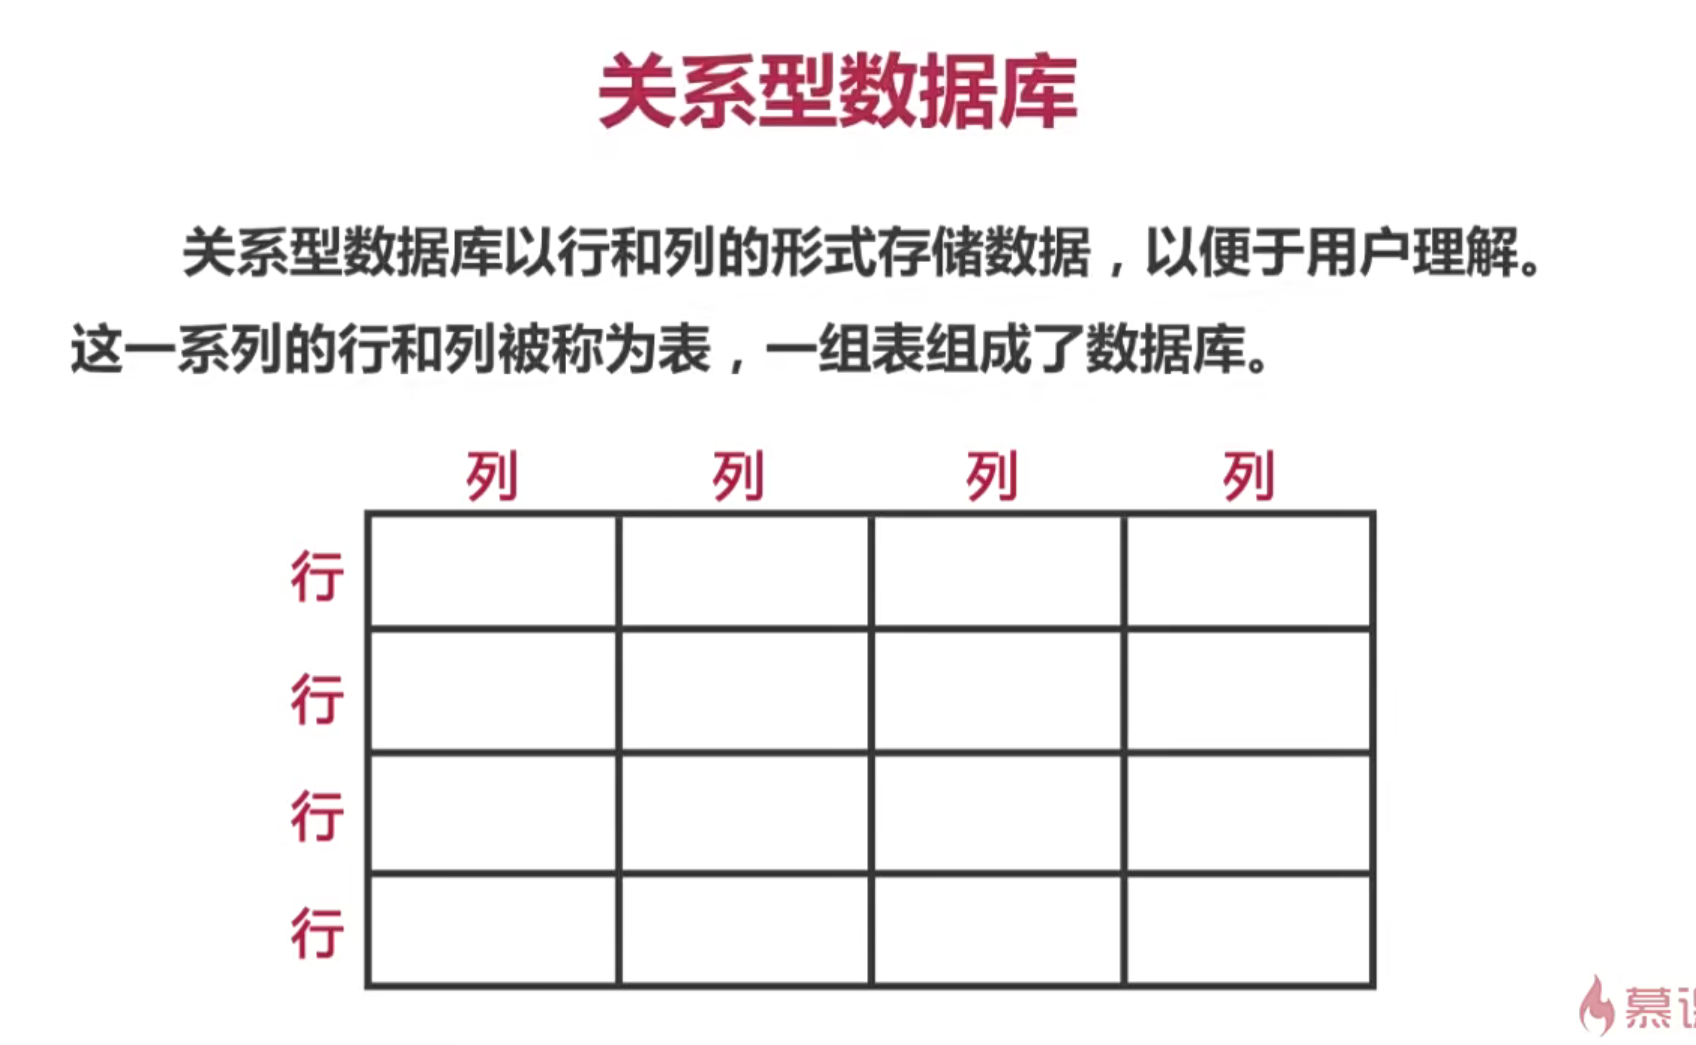 关系型数据库
关系型数据库以行和列的形式存储数据，以便于用户理解。
这一系列的行和列被称为表，一组表组成了数据库。
列 列 列 列
行
行
行
行
慕